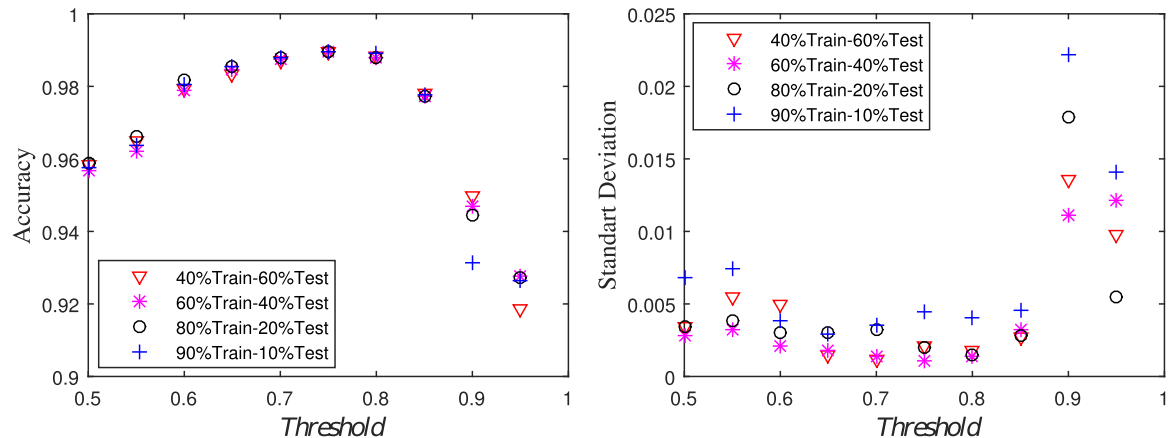 1
0.98
0.96
0.94
0.92
0.9
Accuracy
40%Train-60%Test
60%Train-40%Test
80%Train-20%Test
90%Train-10%Test
0.5 0.6 0.7 0.8 0.9 1
Threshold
0.025
0.02
0.015
0.01
0.005
0
Standart Deviation
40%Train-60%Test
60%Train-40%Test
80%Train-20%Test
90%Train-10%Test
0.5 0.6 0.7 0.8 0.9 1
Threshold